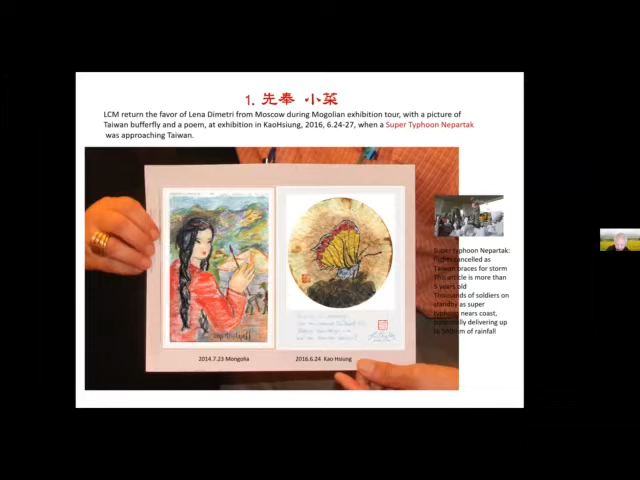 1. 先奉 小菜
LCM return the favor of Lena Dimetri from Moscow during Mogolian exhibition tour, with a picture of
Taiwan bufferfly and a poem, at exhibition in KaoHsiung, 2016, 6.24-27, when a Super Typhoon Nepartak
was approaching Taiwan.
2014.7.23 Mongolia
2016.6.24 Kao Hsiung
Super typhoon Nepartak:
cancelled as
Taiwan braces for storm
This article is more than
5 years old
Thousands of soldiers on
standby as super
typhoon nears coast,
potentially delivering up
of rainfall